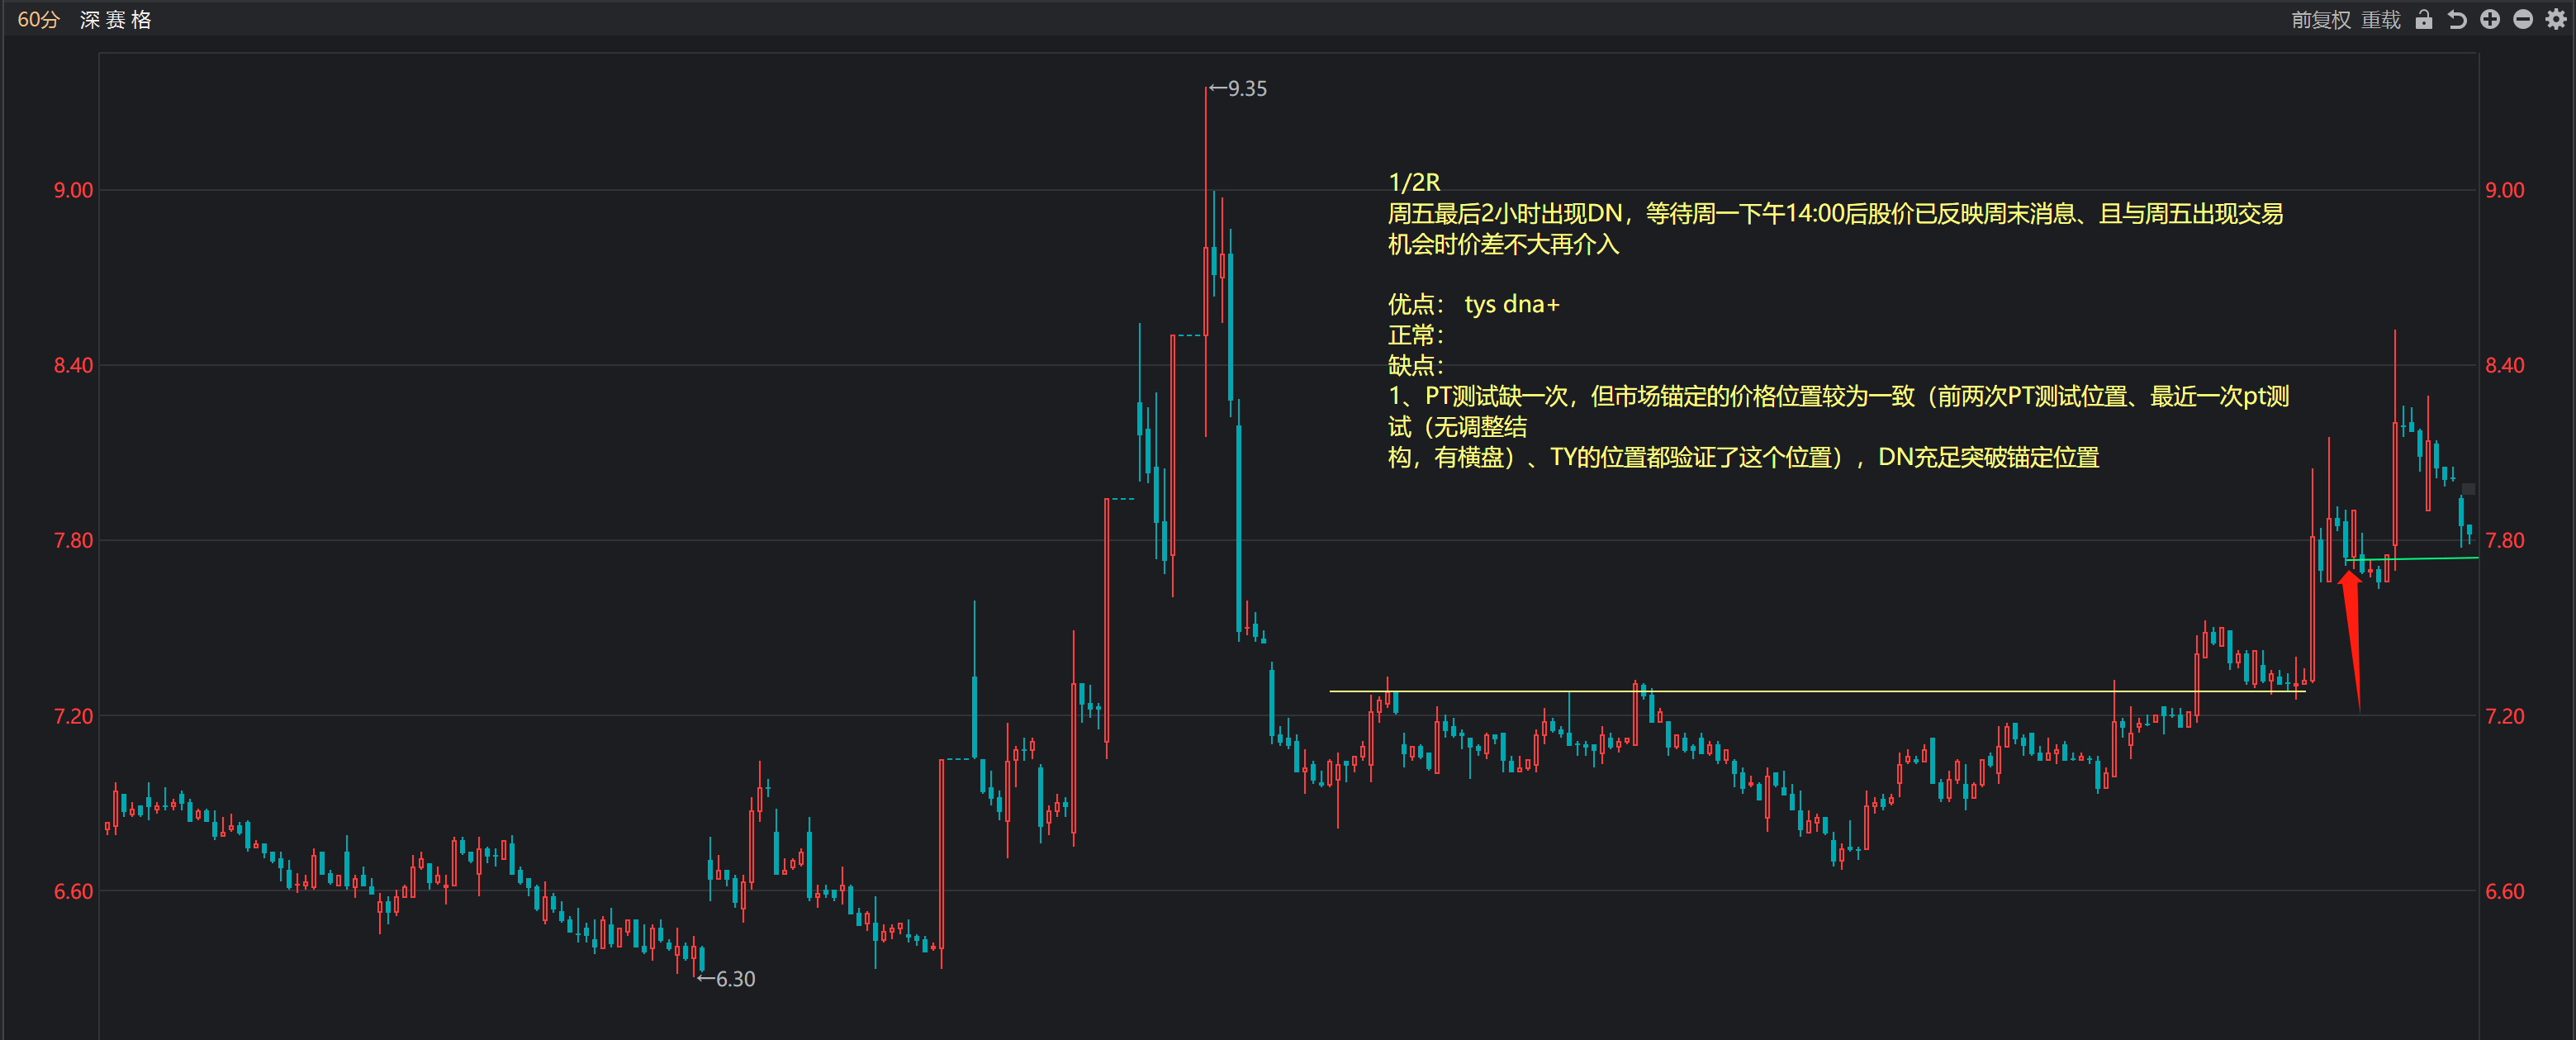 60分 深赛格 前复权 重载
←9.35
9.00 9.00
1/2R
周五最后2小时出现DN，等待周一下午14:00后股价已反映周末消息、且与周五出现交易
机会时价差不大再介入
优点： tys dna+
正常：
8.40 8.40
缺点：
1、PT测试缺一次，但市场锚定的价格位置较为一致（前两次PT测试位置、最近一次pt测
试（无调整结
构，有横盘）、TY的位置都验证了这个位置），DN充足突破锚定位置
7.80 7.80
7.20 7.20
6.60 6.60
←6.30